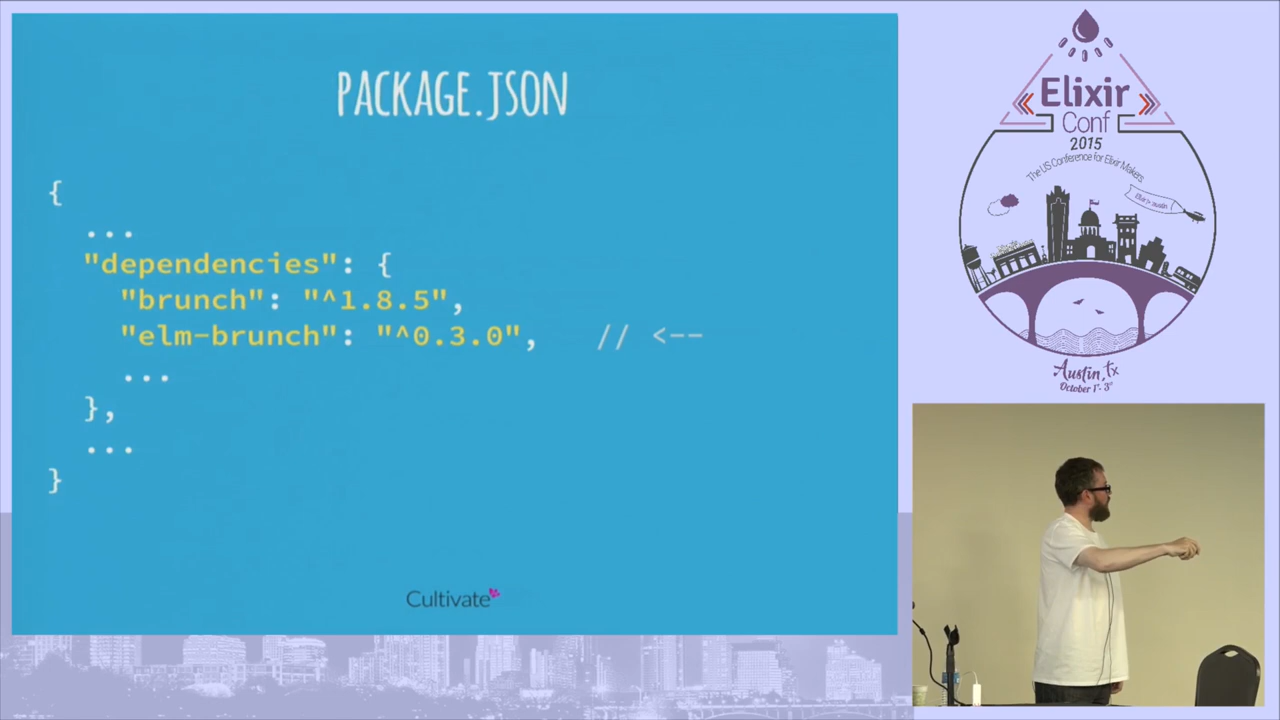 PACKAGE.JSON
{
...
"dependencies": {
"brunch": "^1.8.5",
"elm-brunch": "^0.3.0", // <--
...
},
...
}
Cultivate
Elixir
Conf
2015
The US Conference for Elixir Makers
Austin, tx
October 1st - 3rd